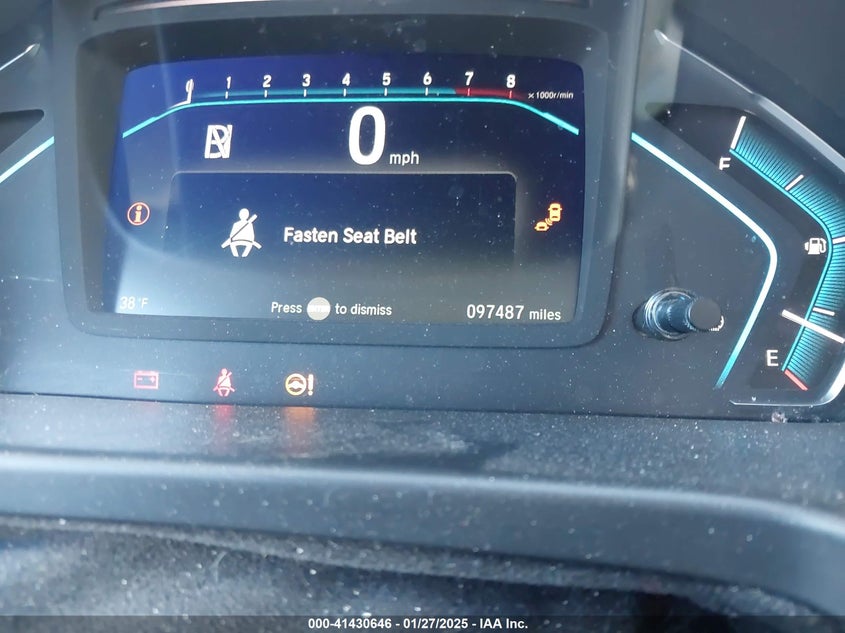 0 1 2 3 4 5 6 7 8 x 1000r/min
0 mph
F
Fasten Seat Belt
38°F
Press to dismiss
097487 miles
E
000-41430646 - 01/27/2025 - IAA Inc.